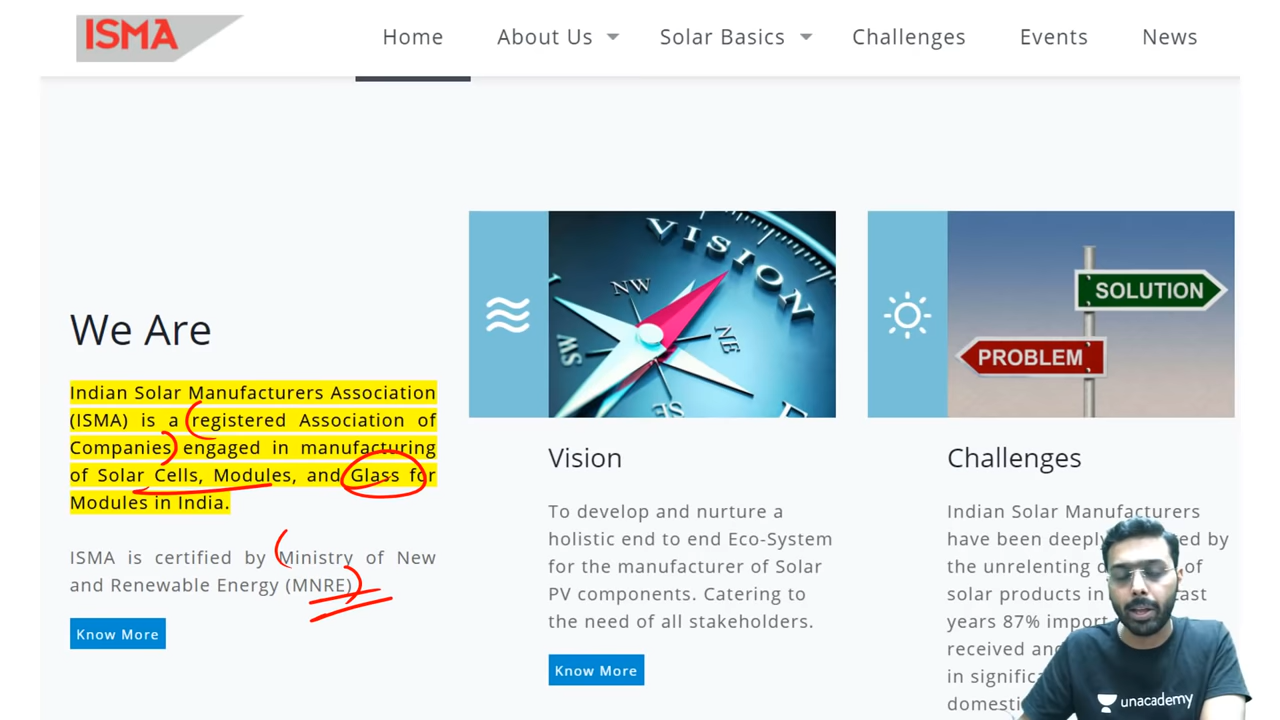 ISMA
Home
About Us
Solar Basics
Challenges
Events
News
We Are
Indian Solar Manufacturers Association
(ISMA) is a registered Association of
Companies engaged in manufacturing
of Solar Cells, Modules, and Glass for
Modules in India.
ISMA is certified by Ministry of New
and Renewable Energy (MNRE)
Know More
VISION
NW
NE
SW
SE
E
Vision
To develop and nurture a
holistic end to end Eco-System
for the manufacturer of Solar
PV components. Catering to
the need of all stakeholders.
Know More
SOLUTION
PROBLEM
Challenges
Indian Solar Manufacturers
have been deeply by
the unrelenting of
solar products in
years 87%
received
in
unacademy